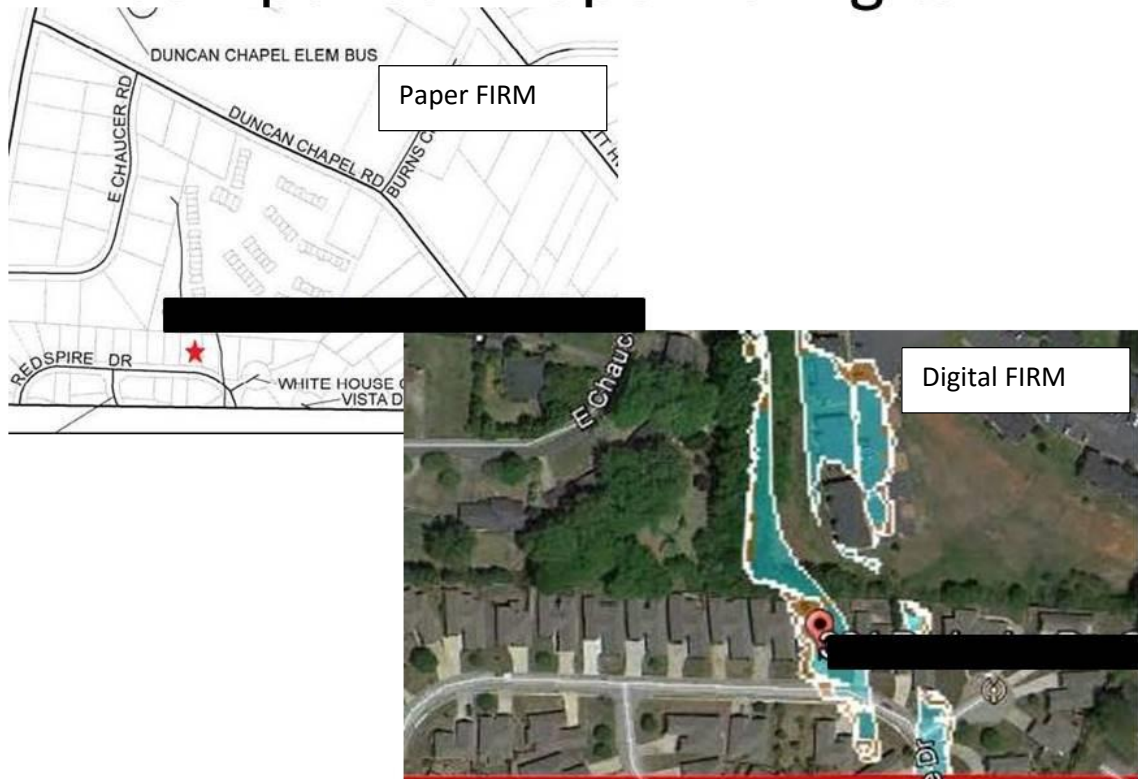 DUNCAN CHAPEL ELEM BUS
Paper FIRM
E CHAUCER RD
DUNCAN CHAPEL RD
REDSPIRE DR
WHITE HOUSE
VISTA D
Digital FIRM
E Chauc
Dr